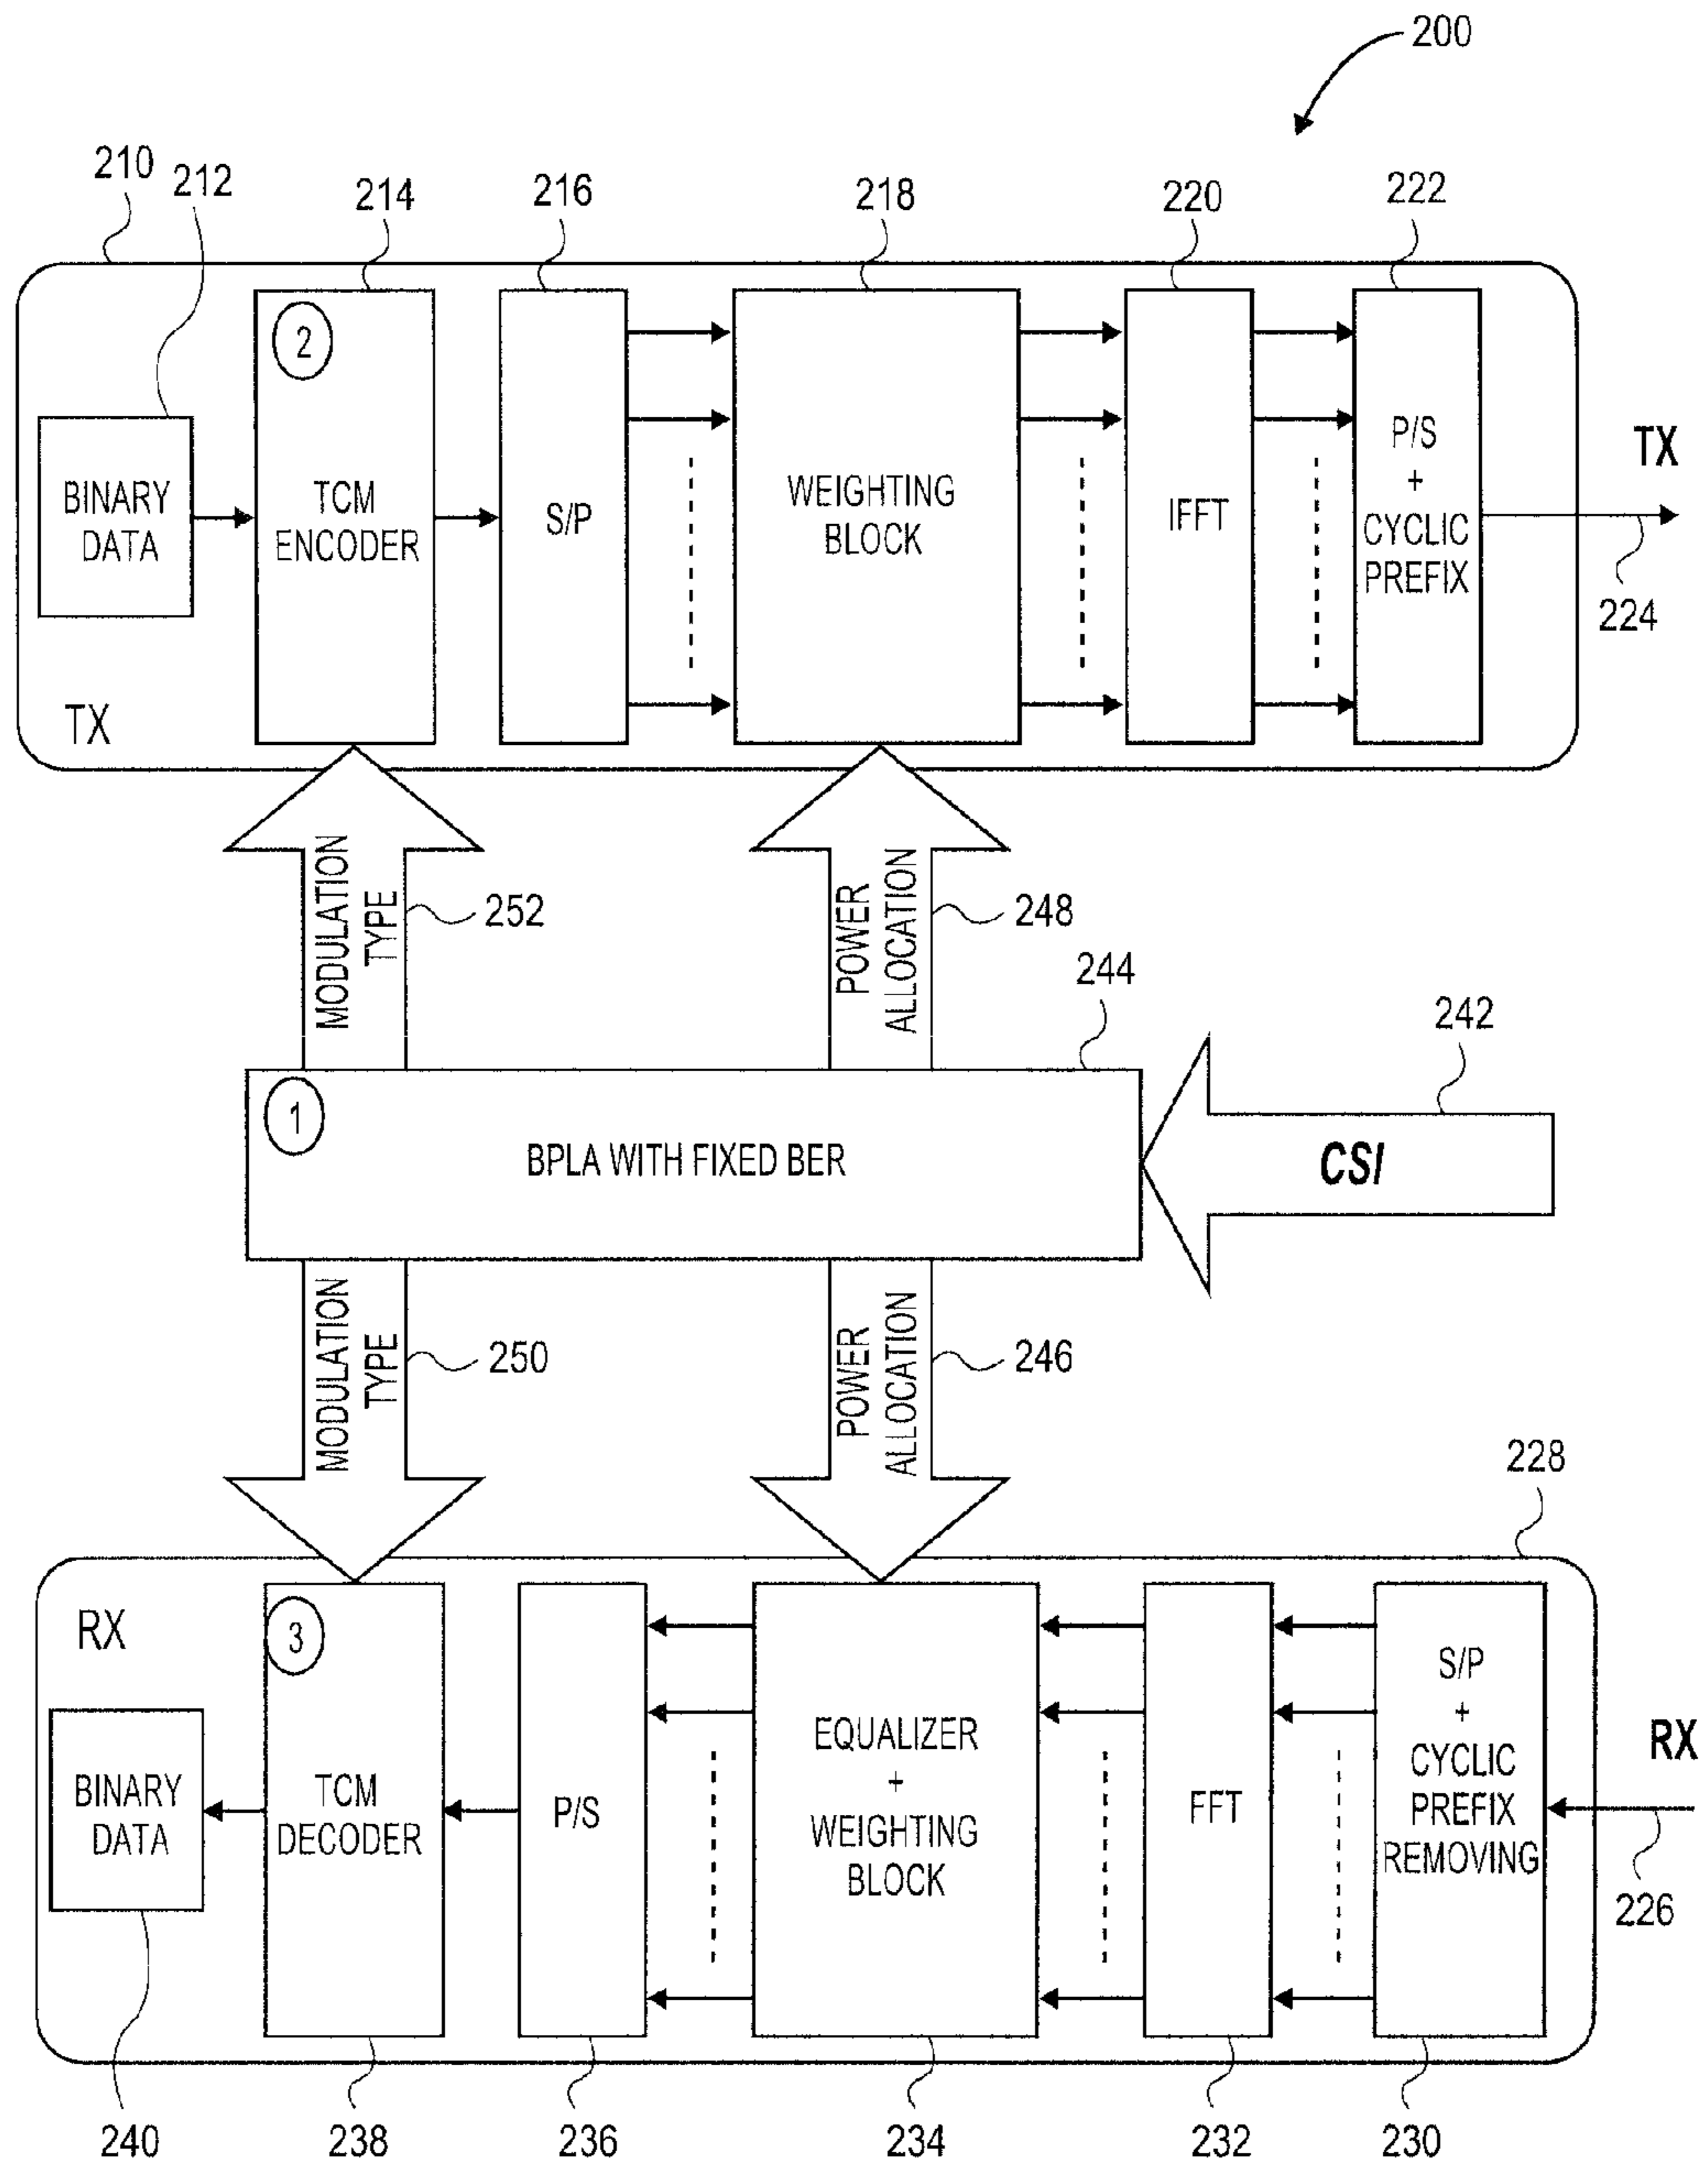 200
210
212
214
216
218
220
222
2
BINARY
DATA
TCM
ENCODER
S/P
WEIGHTING
BLOCK
IFFT
P/S
+
CYCLIC
PREFIX
TX
224
TX
MODULATION
TYPE
252
POWER
ALLOCATION
248
244
242
1
BPLA WITH FIXED BER
CSI
MODULATION
TYPE
250
POWER
ALLOCATION
246
228
RX
3
BINARY
DATA
TCM
DECODER
P/S
EQUALIZER
+
WEIGHTING
BLOCK
FFT
S/P
+
CYCLIC
PREFIX
REMOVING
RX
226
240
238
236
234
232
230